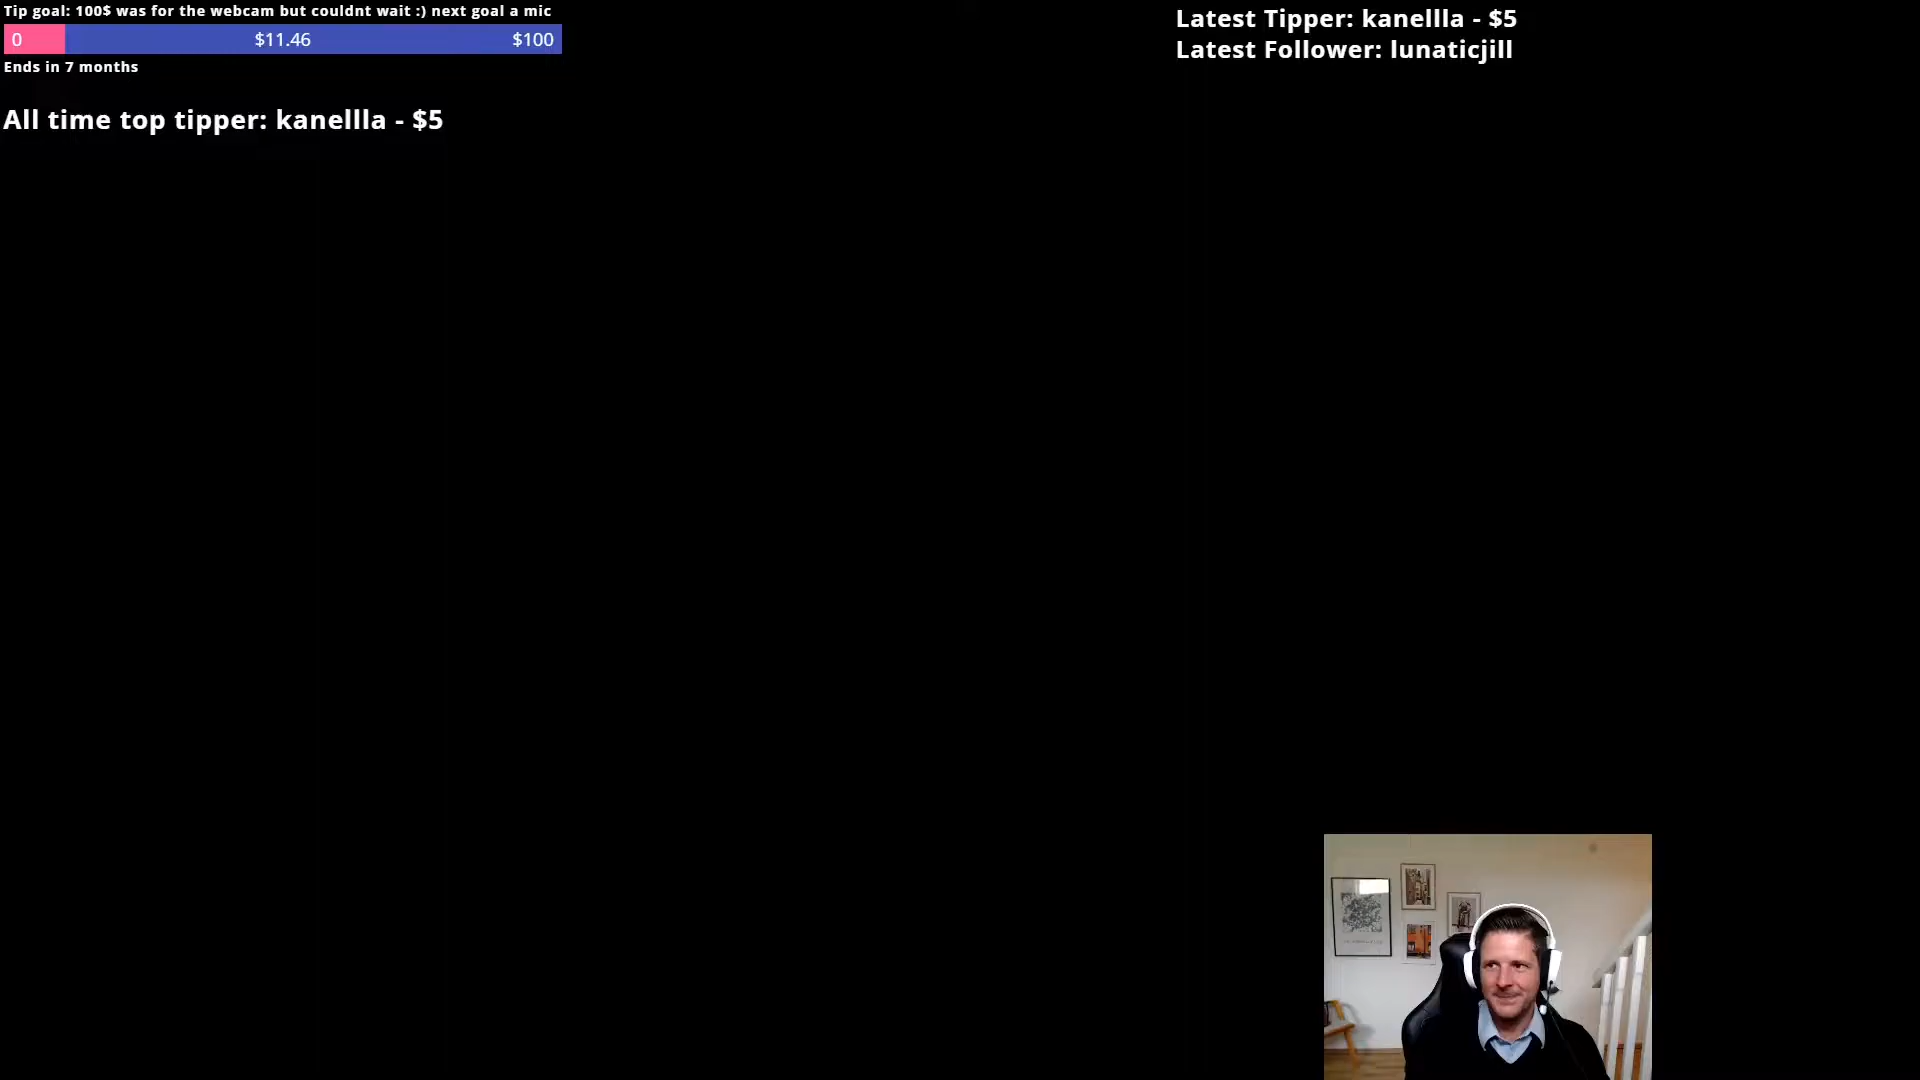 Tip goal: 100$ was for the webcam but couldnt wait :) next goal a mic
0 $11.46 $100
Ends in 7 months
All time top tipper: kanellla - $5
Latest Tipper: kanellla - $5
Latest Follower: lunaticjill